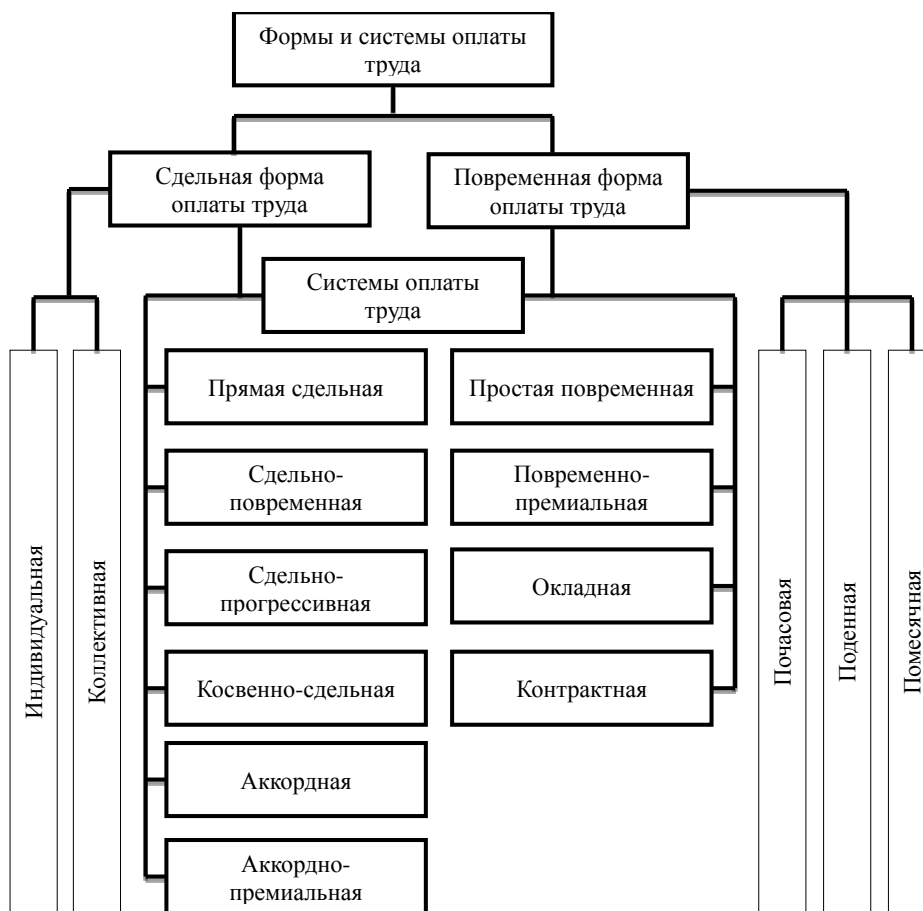 Формы и системы оплаты
труда
Сдельная форма
оплаты труда
Повременная форма
оплаты труда
Системы оплаты
труда
Прямая сдельная
Простая повременная
Сдельно-
повременная
Повременно-
премиальная
Сдельно-
прогрессивная
Окладная
Косвенно-сдельная
Контрактная
Аккордная
Аккордно-
премиальная
Индивидуальная
Коллективная
Почасовая
Поденная
Помесячная